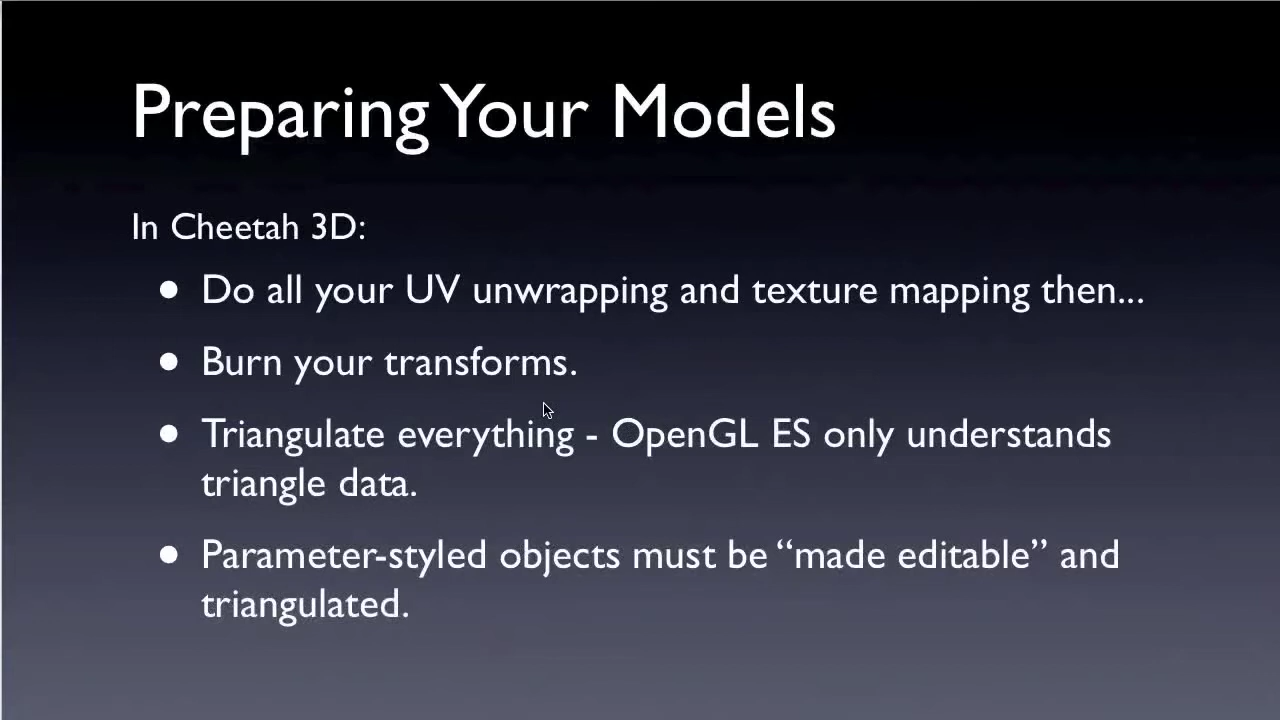 Preparing Your Models
In Cheetah 3D:
• Do all your UV unwrapping and texture mapping then...
• Burn your transforms.
• Triangulate everything - OpenGL ES only understands
triangle data.
• Parameter-styled objects must be “made editable” and
triangulated.